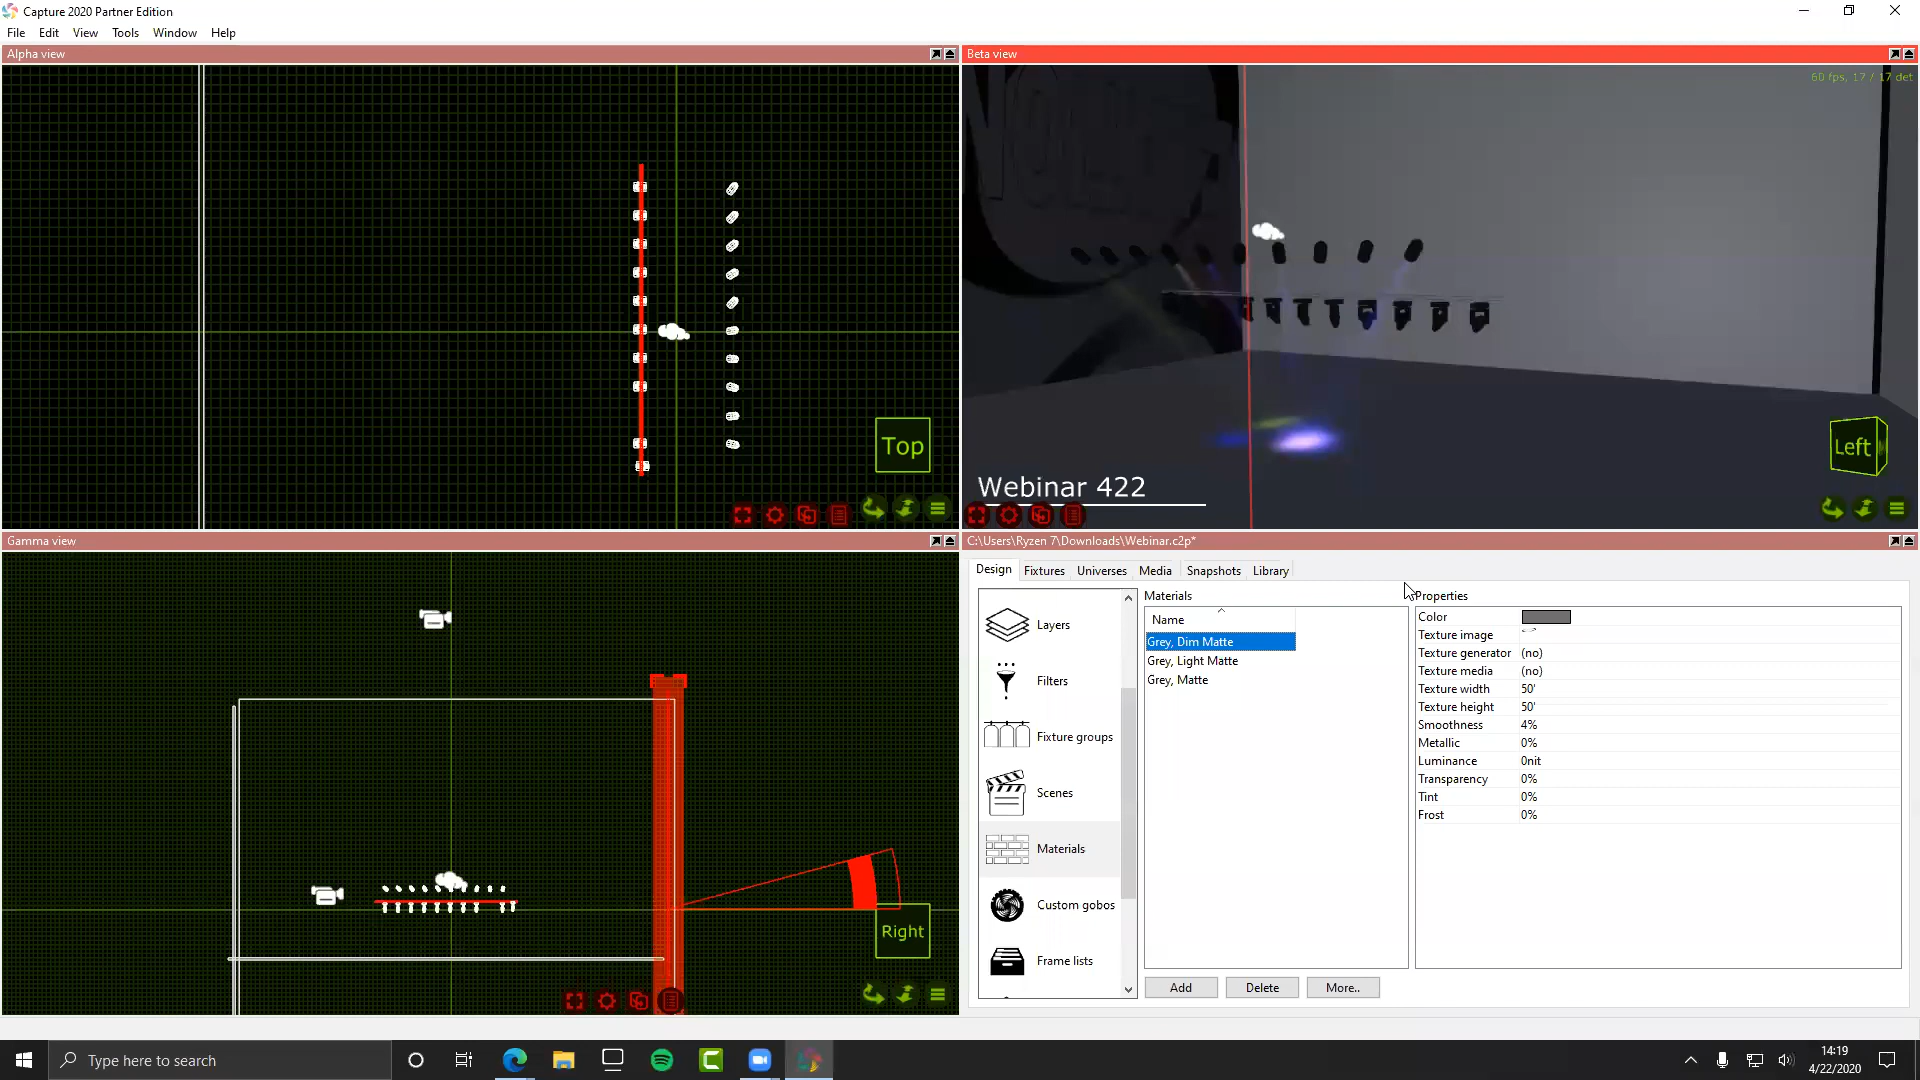 Capture 2020 Partner Edition
File Edit View Tools Window Help
Alpha view
Top
Beta view
60 fps, 17 / 17 det
Webinar 422
Left
Gamma view
Right
C:\Users\Ryzen 7\Downloads\Webinar.c2p*
Design Fixtures Universes Media Snapshots Library
Layers
Filters
Fixture groups
Scenes
Materials
Custom gobos
Frame lists
Materials
Name
Grey, Dim Matte
Grey, Light Matte
Grey, Matte
Add Delete More..
Properties
Color
Texture image
Texture generator (no)
Texture media (no)
Texture width 50'
Texture height 50'
Smoothness 4%
Metallic 0%
Luminance 0nit
Transparency 0%
Tint 0%
Frost 0%
Type here to search
14:19
4/22/2020